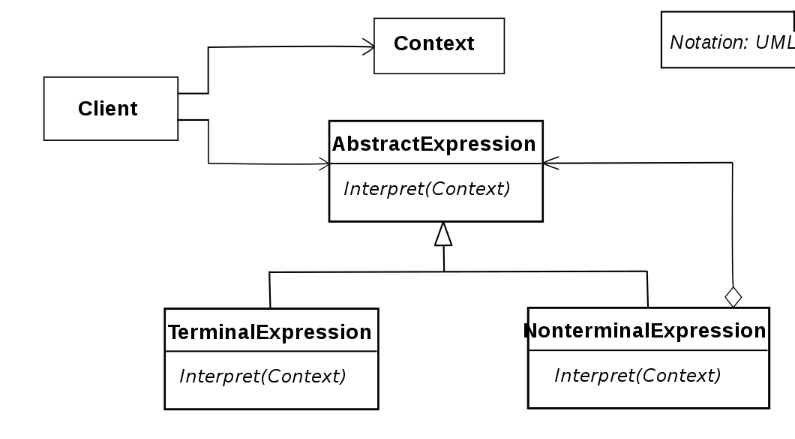 Context
Notation: UML
Client
AbstractExpression
Interpret(Context)
TerminalExpression
Interpret(Context)
NonterminalExpression
Interpret(Context)